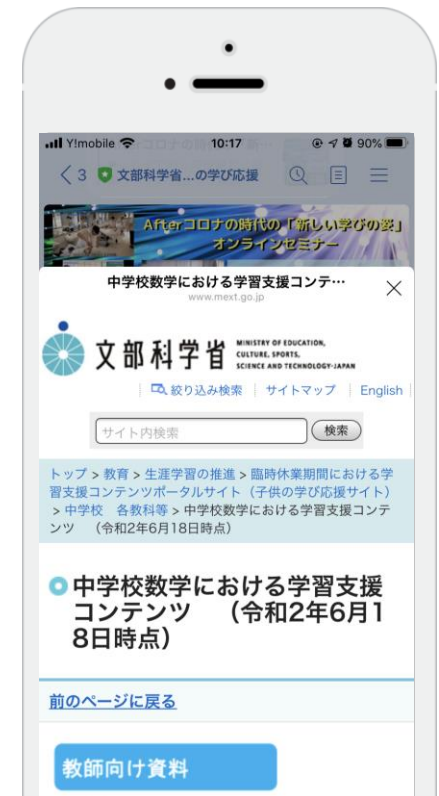 Y!mobile 10:17 90%
3 文部科学省...の学び応援
Afterコロナの時代の「新しい学びの姿」
オンラインセミナー
中学校数学における学習支援コンテ…
www.mext.go.jp
文部科学省
MINISTRY OF EDUCATION,
CULTURE, SPORTS,
SCIENCE AND TECHNOLOGY-JAPAN
絞り込み検索 | サイトマップ | English
サイト内検索 検索
トップ > 教育 > 生涯学習の推進 > 臨時休業期間における学
習支援コンテンツポータルサイト（子供の学び応援サイト）
> 中学校 各教科等 > 中学校数学における学習支援コンテ
ンツ （令和2年6月18日時点）
中学校数学における学習支援
コンテンツ （令和2年6月1
8日時点）
前のページに戻る
教師向け資料